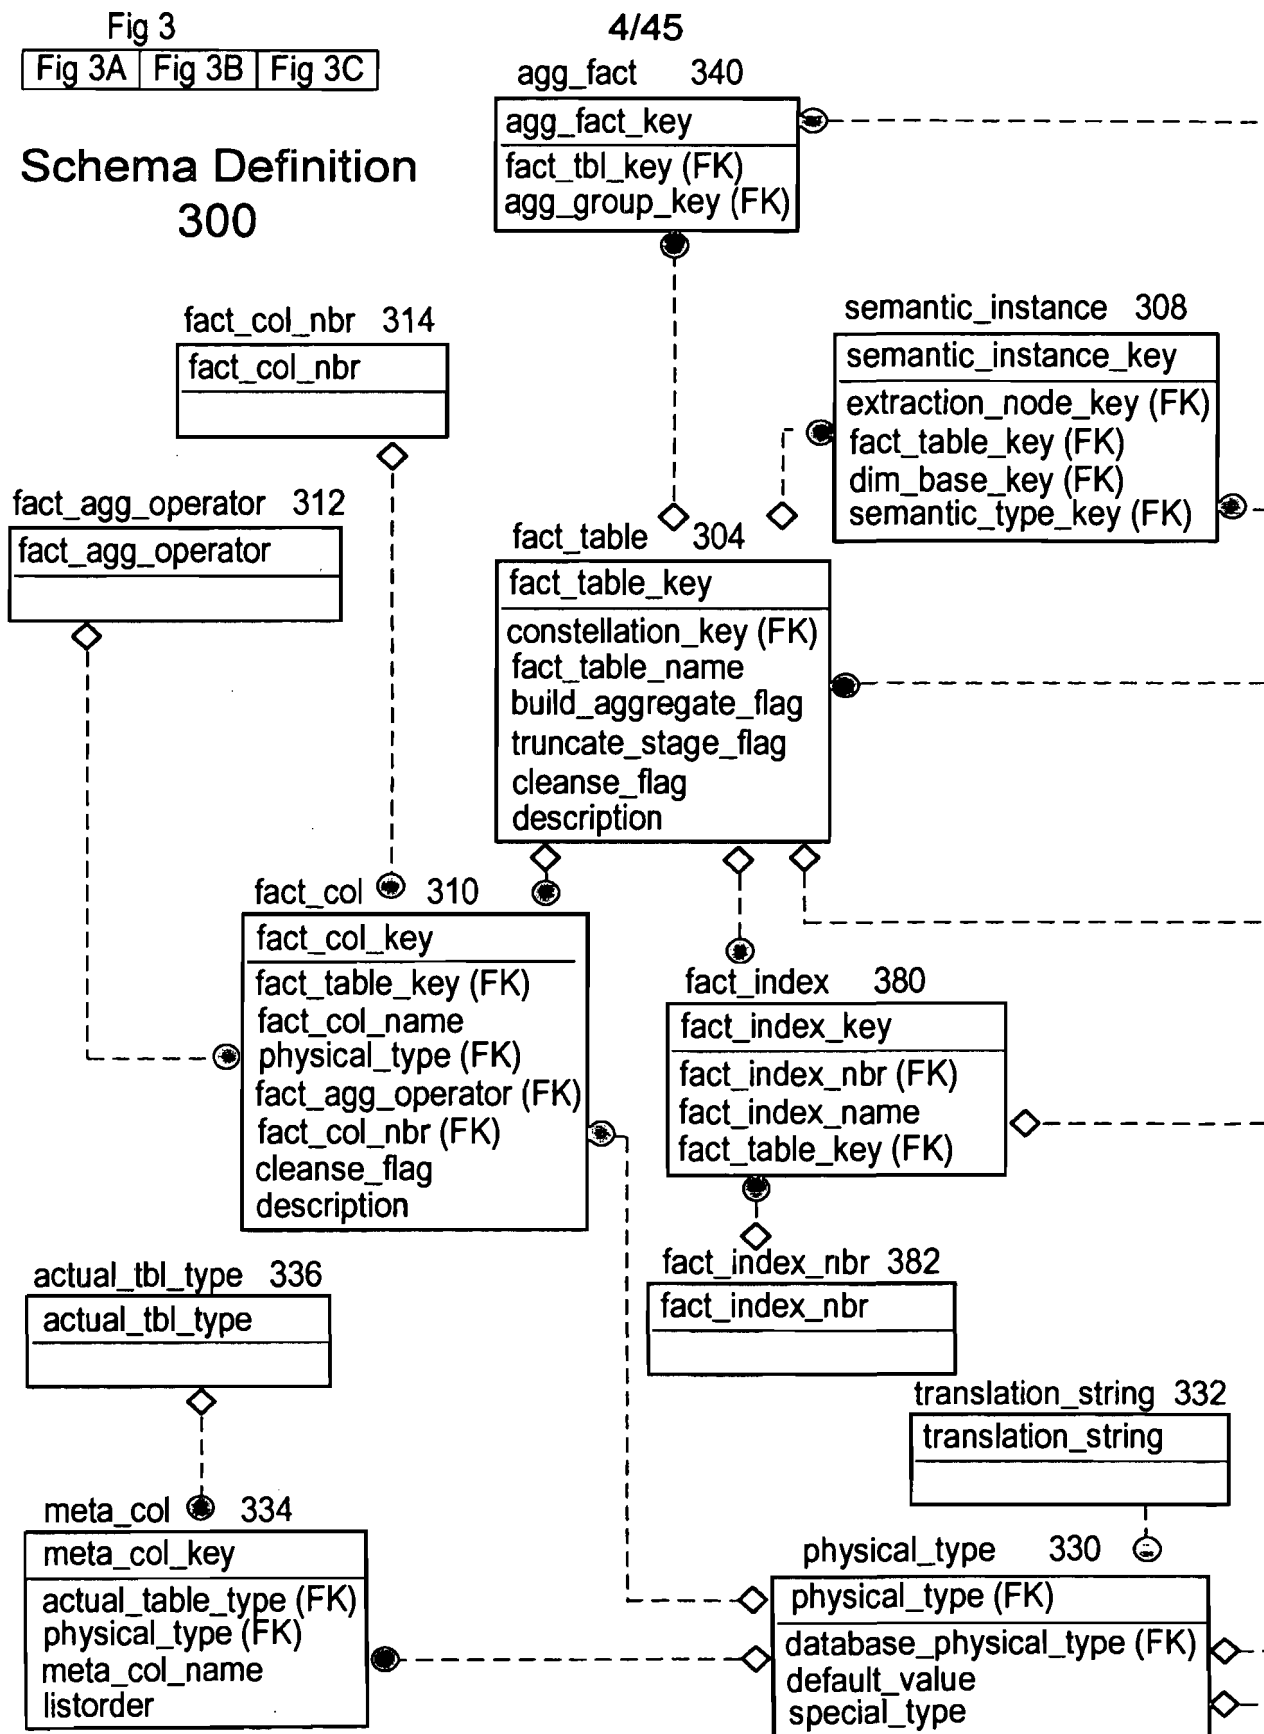 Fig 3
Fig 3A Fig 3B Fig 3C
4/45
Schema Definition
300
agg_fact 340
agg_fact_key
fact_tbl_key (FK)
agg_group_key (FK)
fact_col_nbr 314
fact_col_nbr
semantic_instance 308
semantic_instance_key
extraction_node_key (FK)
fact_table_key (FK)
dim_base_key (FK)
semantic_type_key (FK)
fact_agg_operator 312
fact_agg_operator
fact_table 304
fact_table_key
constellation_key (FK)
fact_table_name
build_aggregate_flag
truncate_stage_flag
cleanse_flag
description
fact_col 310
fact_col_key
fact_table_key (FK)
fact_col_name
physical_type (FK)
fact_agg_operator (FK)
fact_col_nbr (FK)
cleanse_flag
description
fact_index 380
fact_index_key
fact_index_nbr (FK)
fact_index_name
fact_table_key (FK)
fact_index_nbr 382
fact_index_nbr
actual_tbl_type 336
actual_tbl_type
translation_string 332
translation_string
meta_col 334
meta_col_key
actual_table_type (FK)
physical_type (FK)
meta_col_name
listorder
physical_type 330
physical_type (FK)
database_physical_type (FK)
default_value
special_type